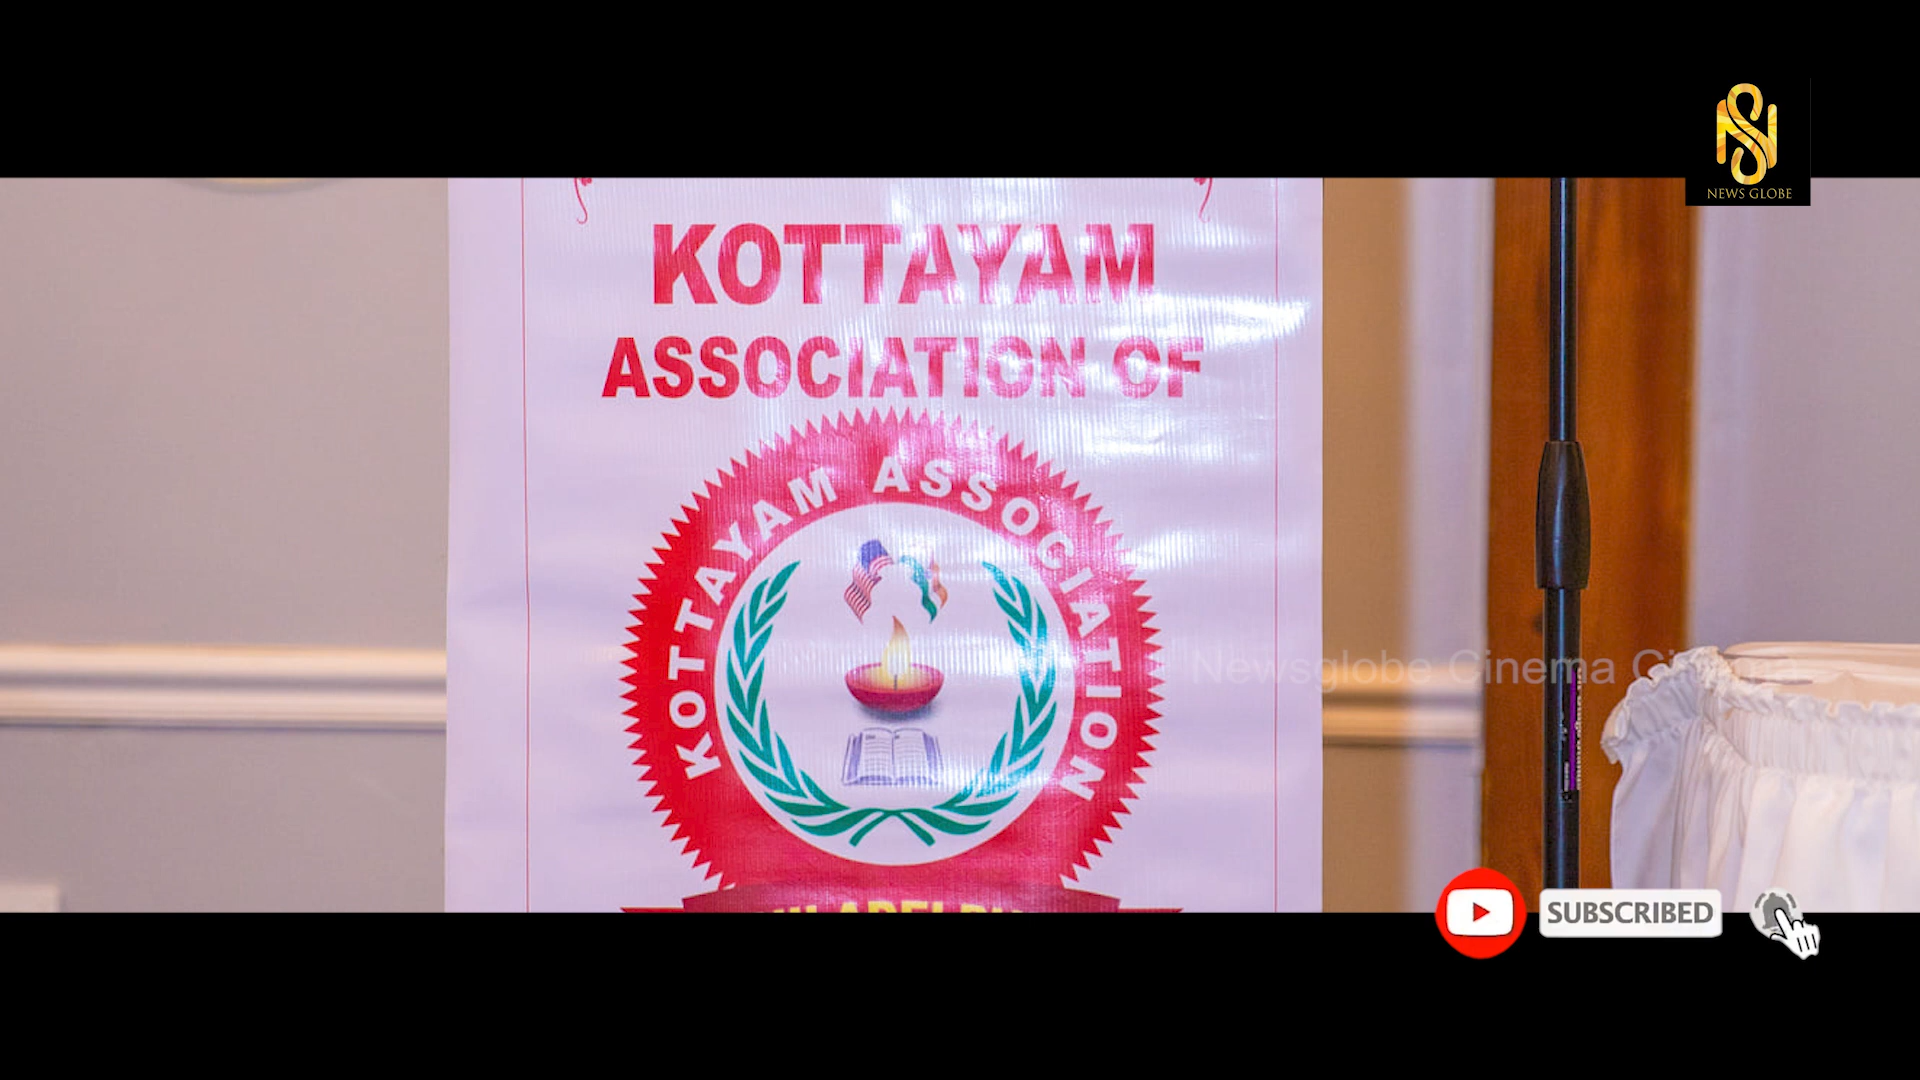 NEWS GLOBE
KOTTAYAM
ASSOCIATION OF
KOTTAYAM ASSOCIATION
Newsglobe Cinema
SUBSCRIBED